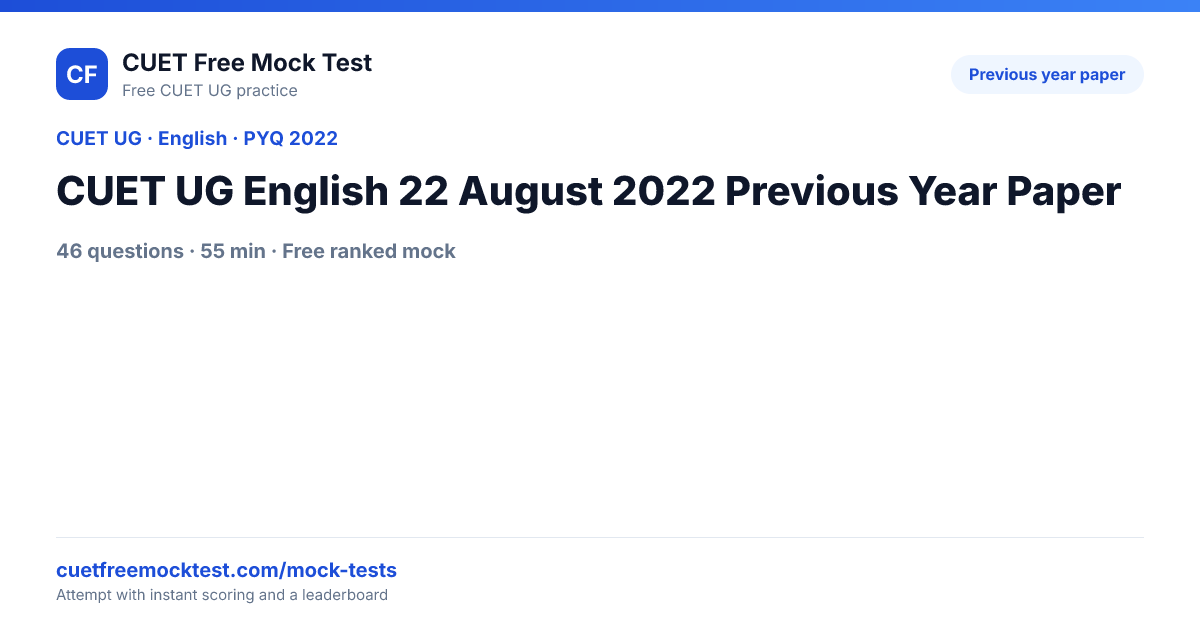 CF
CUET Free Mock Test
Free CUET UG practice
Previous year paper
CUET UG · English · PYQ 2022
CUET UG English 22 August 2022 Previous Year Paper
46 questions · 55 min · Free ranked mock
cuetfreemocktest.com/mock-tests
Attempt with instant scoring and a leaderboard